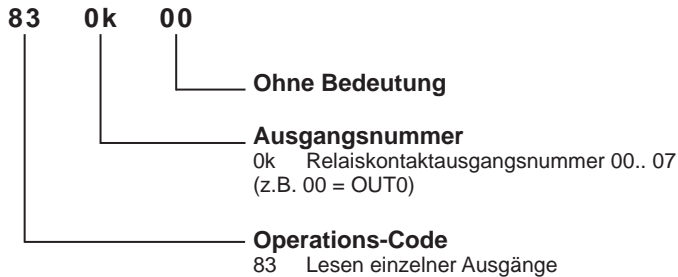 83 0k 00
Ohne Bedeutung
Ausgangsnummer
0k Relaiskontaktausgangsnummer 00.. 07
(z.B. 00 = OUT0)
Operations-Code
83 Lesen einzelner Ausgänge